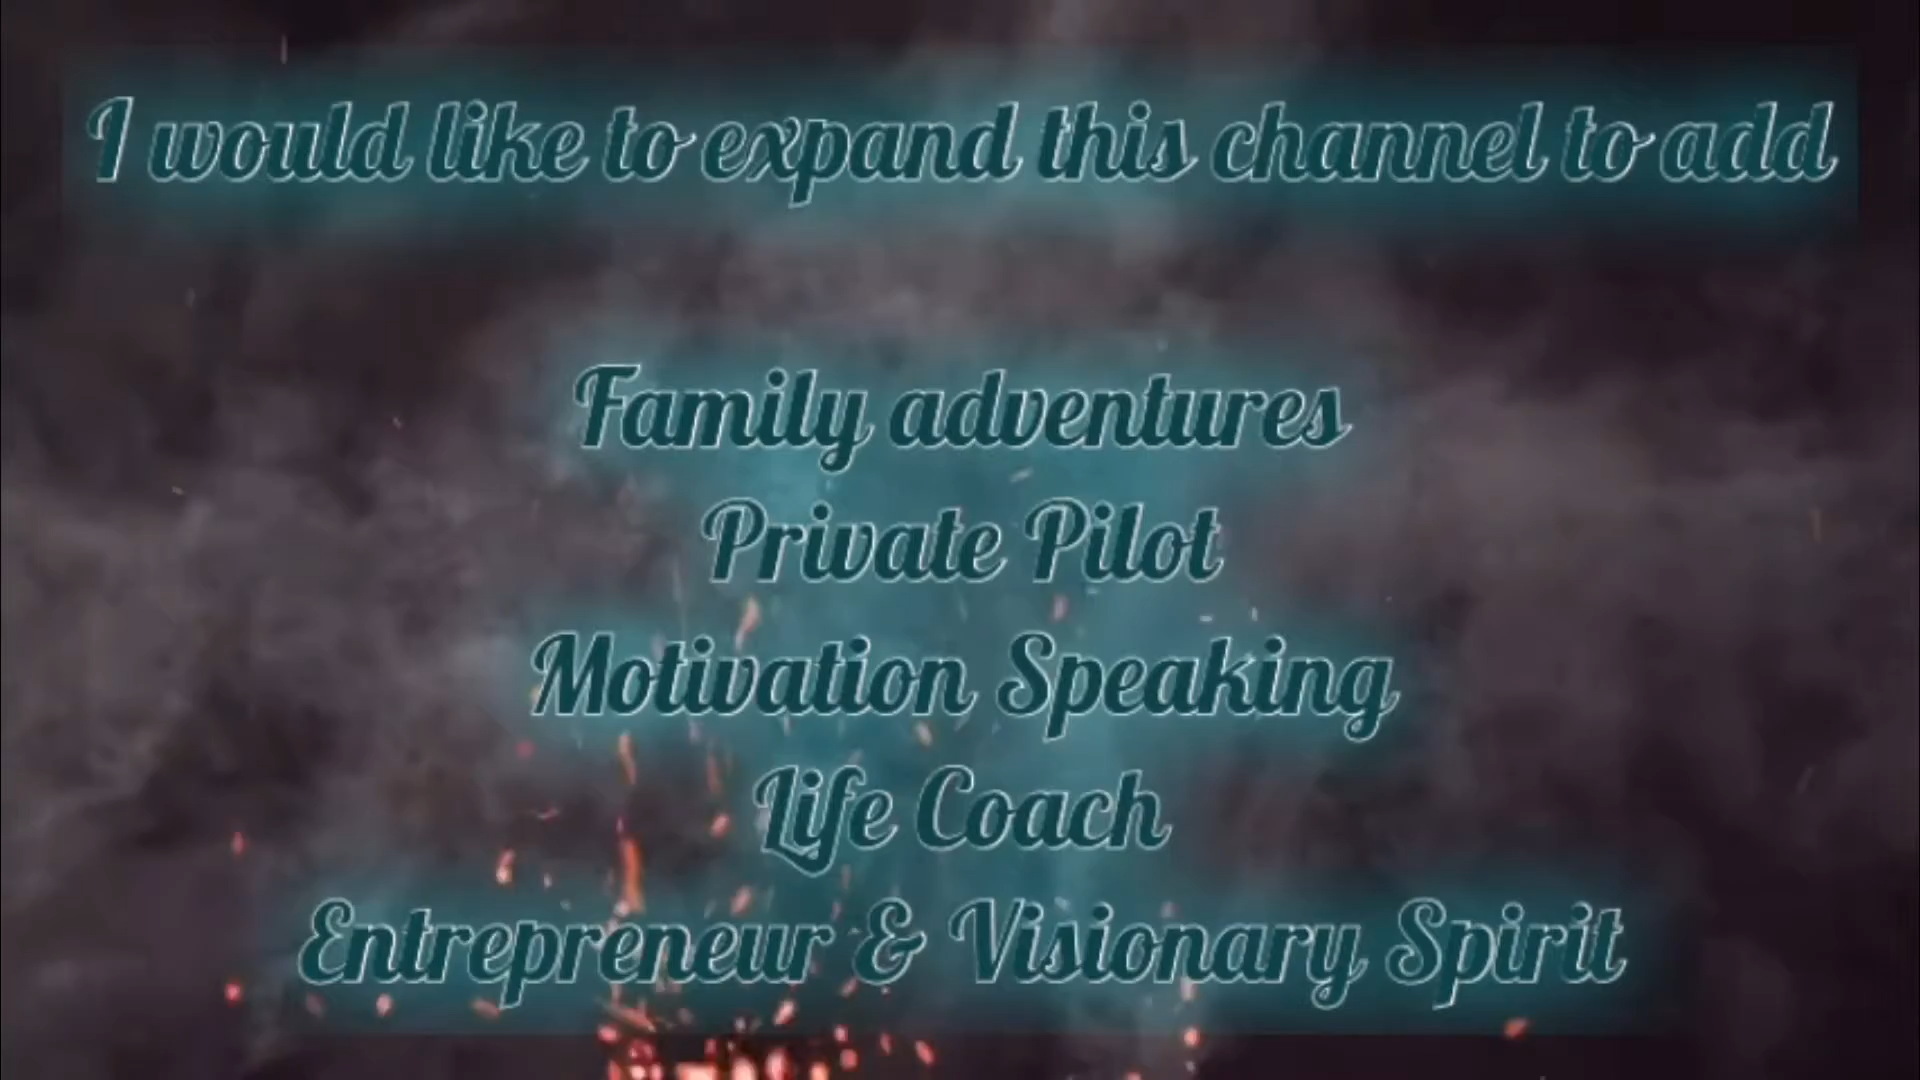 I would like to expand this channel to add
Family adventures
Private Pilot
Motivation Speaking
Life Coach
Entrepreneur & Visionary Spirit